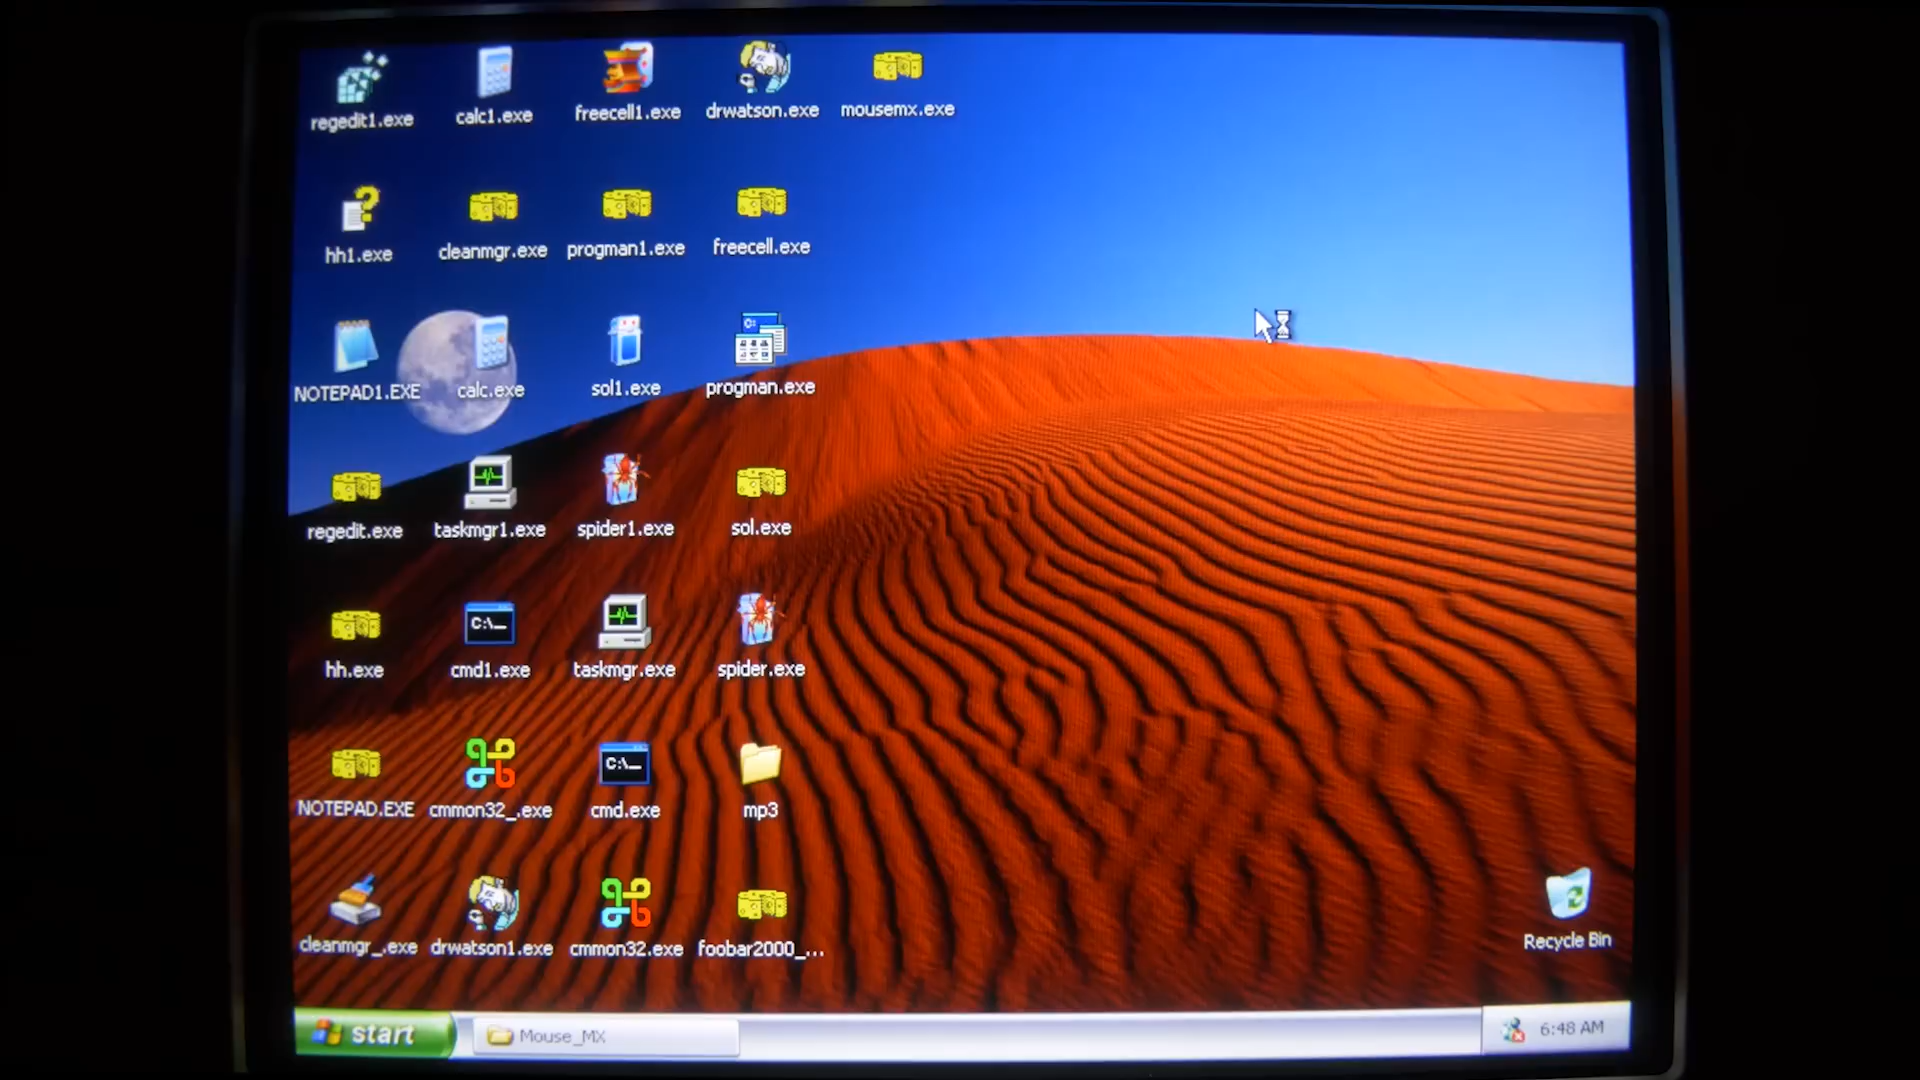 regedit1.exe
calc1.exe
freecell1.exe
drwatson.exe
mousemx.exe
hh1.exe
cleanmgr.exe
progman1.exe
freecell.exe
NOTEPAD1.EXE
calc.exe
sol1.exe
progman.exe
regedit.exe
taskmgr1.exe
spider1.exe
sol.exe
hh.exe
C:\_
cmd1.exe
taskmgr.exe
spider.exe
NOTEPAD.EXE
cmmon32_.exe
C:\_
cmd.exe
mp3
cleanmgr_.exe
drwatson1.exe
cmmon32.exe
foobar2000_...
Recycle Bin
start
Mouse_MX
6:48 AM